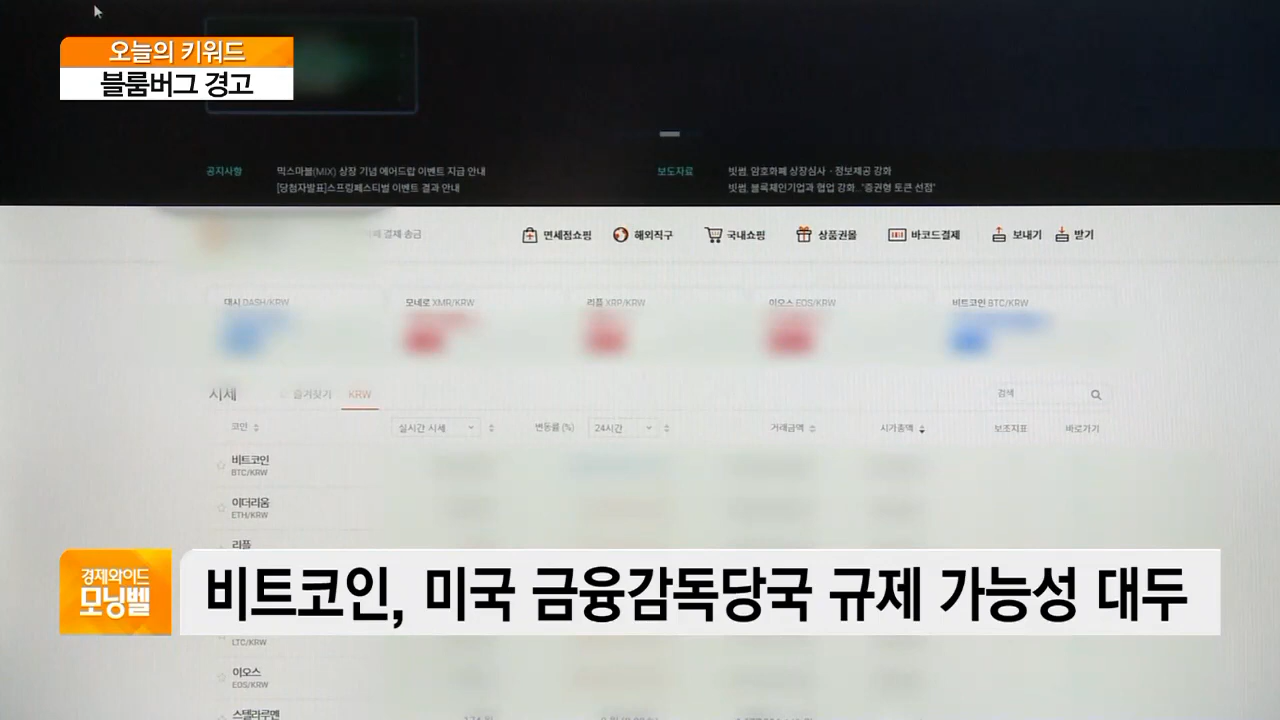 오늘의 키워드
블룸버그 경고
공지사항 믹스마블(MIX) 상장 기념 에어드랍 이벤트 지급 안내
[당첨자발표]스프링페스티벌 이벤트 결과 안내
보도자료 빗썸, 암호화폐 상장심사·정보제공 강화
빗썸, 블록체인기업과 협업 강화.."증권형 토큰 선점"
결제 송금
면세점쇼핑 해외직구 국내쇼핑 상품권몰 바코드결제 보내기 받기
대시 DASH/KRW 모네로 XMR/KRW 리플 XRP/KRW 이오스 EOS/KRW 비트코인 BTC/KRW
시세 즐겨찾기 KRW 검색
코인 실시간 시세 변동률 (%) 24시간 거래금액 시가총액 보조지표 바로가기
비트코인
BTC/KRW
이더리움
ETH/KRW
리플
경제와이드
모닝벨
비트코인, 미국 금융감독당국 규제 가능성 대두
LTC/KRW
이오스
EOS/KRW
스텔라루멘